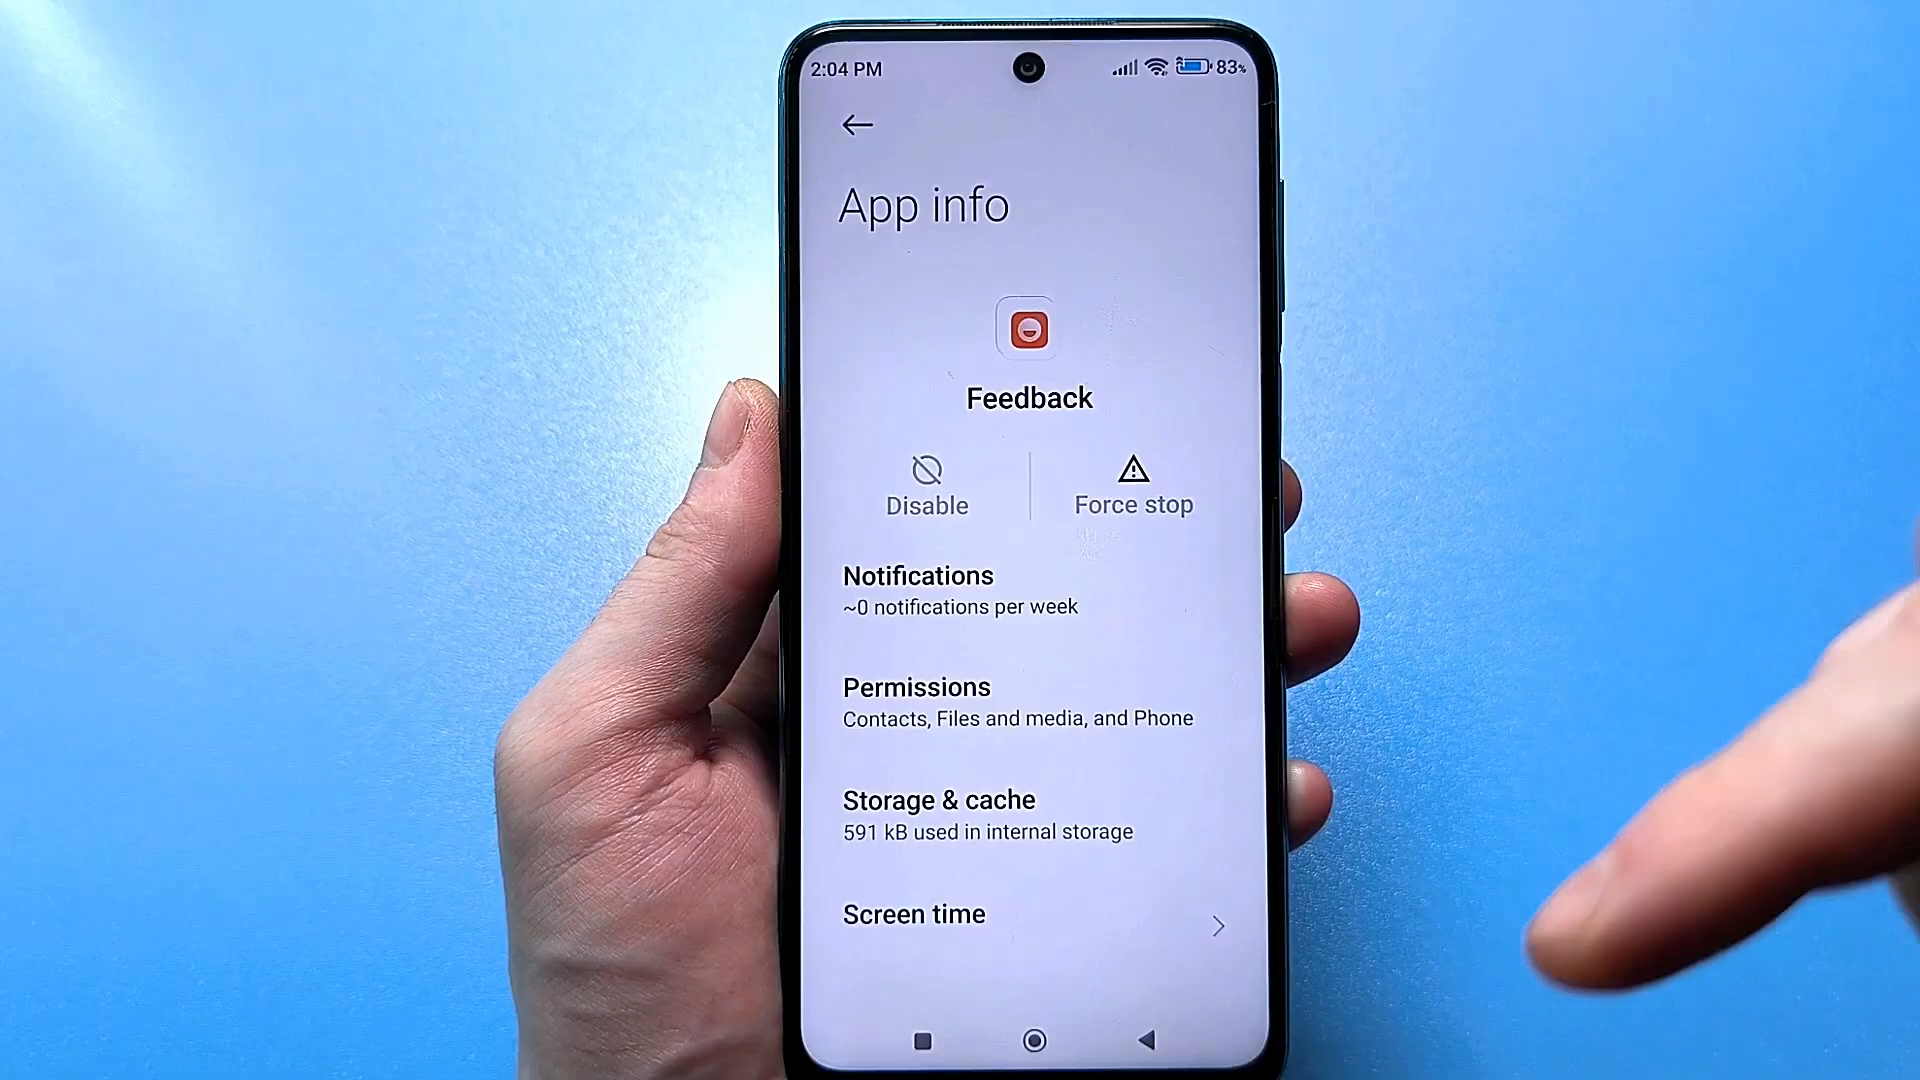 2:04 PM 83%
App info
Feedback
Disable Force stop
Notifications
~0 notifications per week
Permissions
Contacts, Files and media, and Phone
Storage & cache
591 kB used in internal storage
Screen time